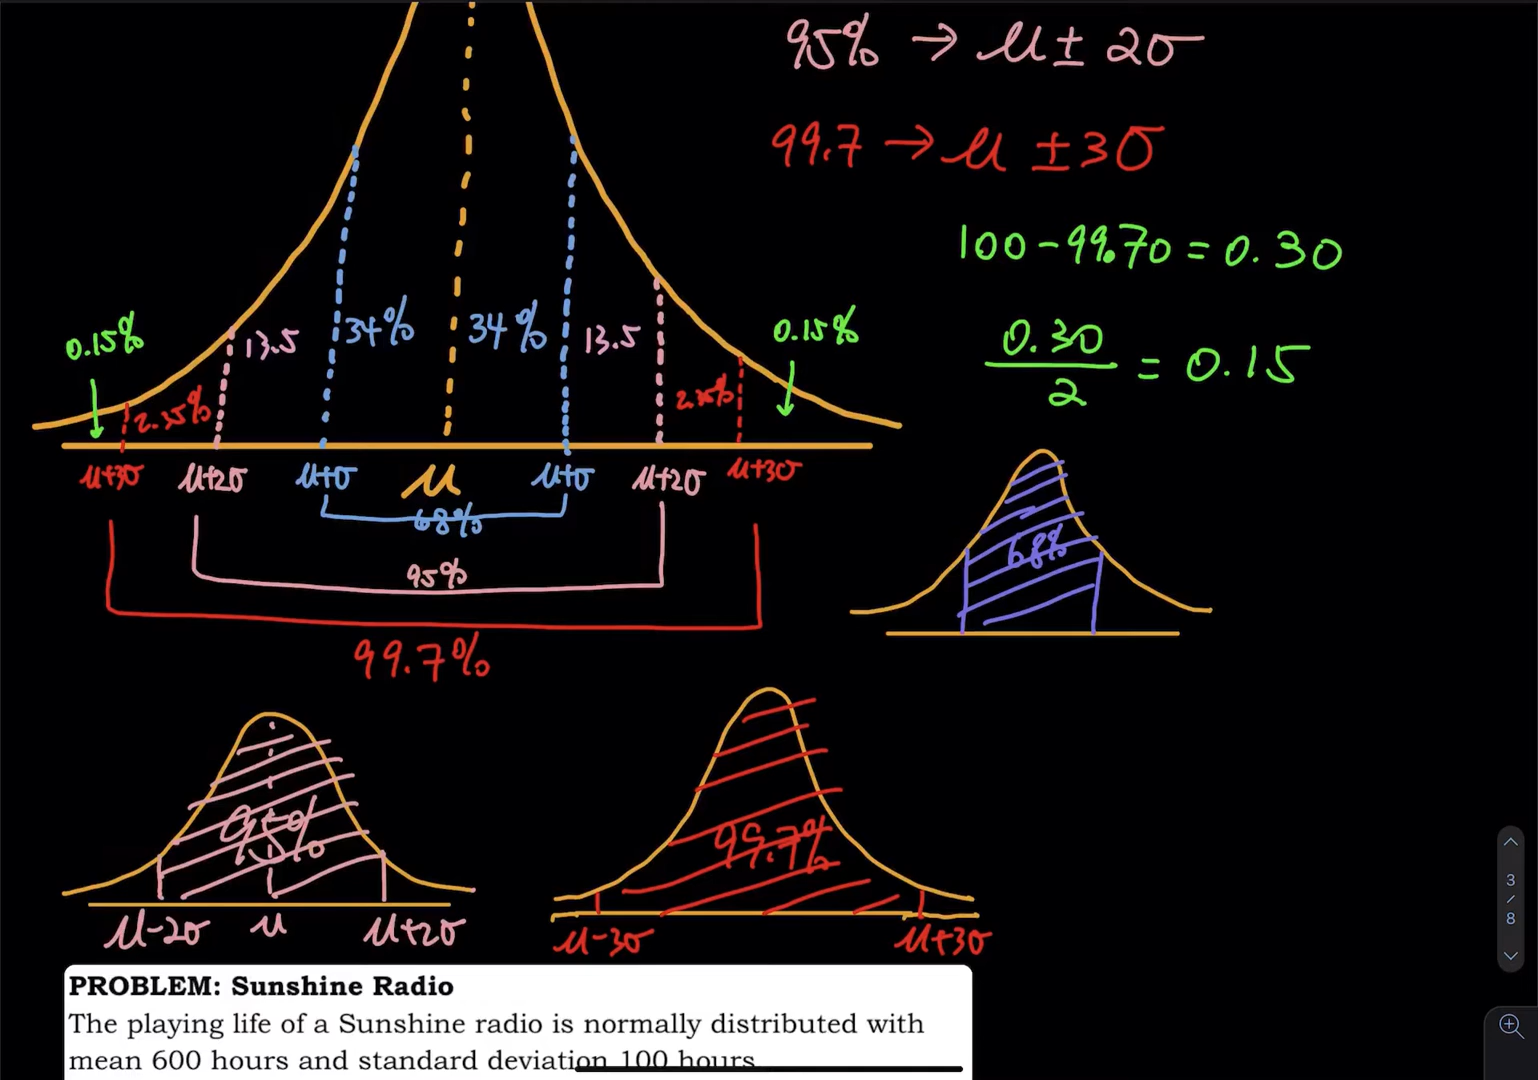 95% → μ ± 2σ
99.7 → μ ± 3σ
100 - 99.70 = 0.30
0.30
2
= 0.15
0.15%
2.35%
13.5
34%
34%
13.5
2.35%
0.15%
μ+3σ
μ+2σ
μ+σ
μ
μ+σ
μ+2σ
μ+3σ
68%
95%
99.7%
68%
95%
μ-2σ
μ
μ+2σ
99.7%
μ-3σ
μ+3σ
3
/
8
PROBLEM: Sunshine Radio
The playing life of a Sunshine radio is normally distributed with
mean 600 hours and standard deviation 100 hours